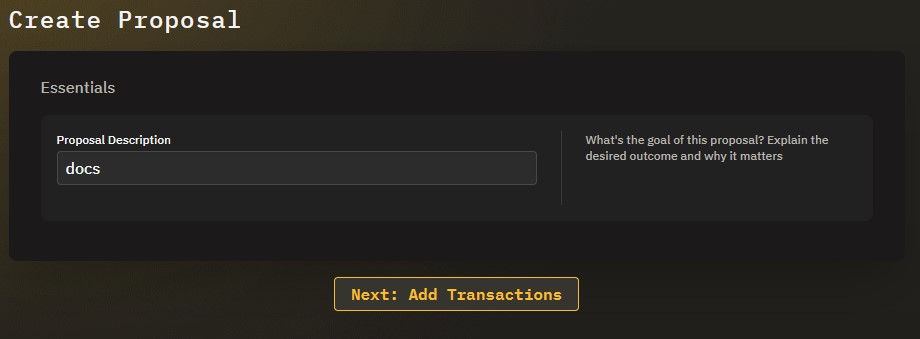 Create Proposal
Essentials
Proposal Description
docs
What's the goal of this proposal? Explain the
desired outcome and why it matters
Next: Add Transactions